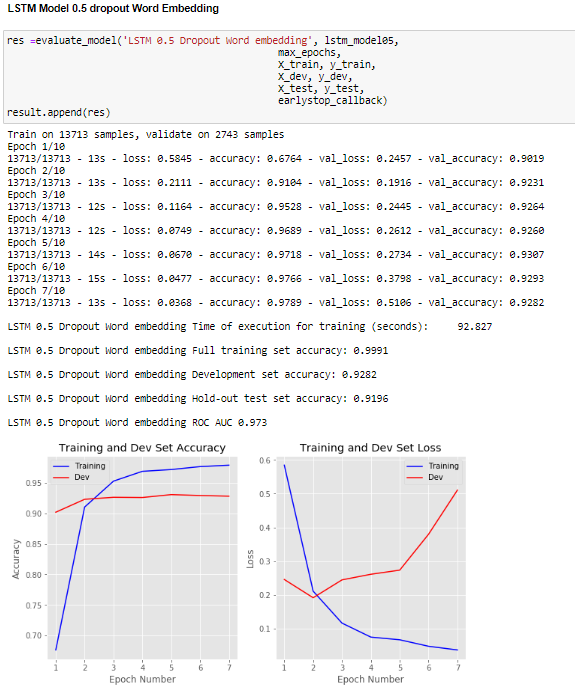 LSTM Model 0.5 dropout Word Embedding
res =evaluate_model('LSTM 0.5 Dropout Word embedding', lstm_model05,
max_epochs,
X_train, y_train,
X_dev, y_dev,
X_test, y_test,
earlystop_callback)
result.append(res)
Train on 13713 samples, validate on 2743 samples
Epoch 1/10
13713/13713 - 13s - loss: 0.5845 - accuracy: 0.6764 - val_loss: 0.2457 - val_accuracy: 0.9019
Epoch 2/10
13713/13713 - 13s - loss: 0.2111 - accuracy: 0.9104 - val_loss: 0.1916 - val_accuracy: 0.9231
Epoch 3/10
13713/13713 - 12s - loss: 0.1164 - accuracy: 0.9528 - val_loss: 0.2445 - val_accuracy: 0.9264
Epoch 4/10
13713/13713 - 12s - loss: 0.0749 - accuracy: 0.9689 - val_loss: 0.2612 - val_accuracy: 0.9260
Epoch 5/10
13713/13713 - 14s - loss: 0.0670 - accuracy: 0.9718 - val_loss: 0.2734 - val_accuracy: 0.9307
Epoch 6/10
13713/13713 - 15s - loss: 0.0477 - accuracy: 0.9766 - val_loss: 0.3798 - val_accuracy: 0.9293
Epoch 7/10
13713/13713 - 13s - loss: 0.0368 - accuracy: 0.9789 - val_loss: 0.5106 - val_accuracy: 0.9282
LSTM 0.5 Dropout Word embedding Time of execution for training (seconds): 92.827
LSTM 0.5 Dropout Word embedding Full training set accuracy: 0.9991
LSTM 0.5 Dropout Word embedding Development set accuracy: 0.9282
LSTM 0.5 Dropout Word embedding Hold-out test set accuracy: 0.9196
LSTM 0.5 Dropout Word embedding ROC AUC 0.973
Training and Dev Set Accuracy
Training
Dev
0.95
0.90
0.85
0.80
0.75
0.70
Accuracy
1 2 3 4 5 6 7
Epoch Number
Training and Dev Set Loss
Training
Dev
0.6
0.5
0.4
0.3
0.2
0.1
Loss
1 2 3 4 5 6 7
Epoch Number